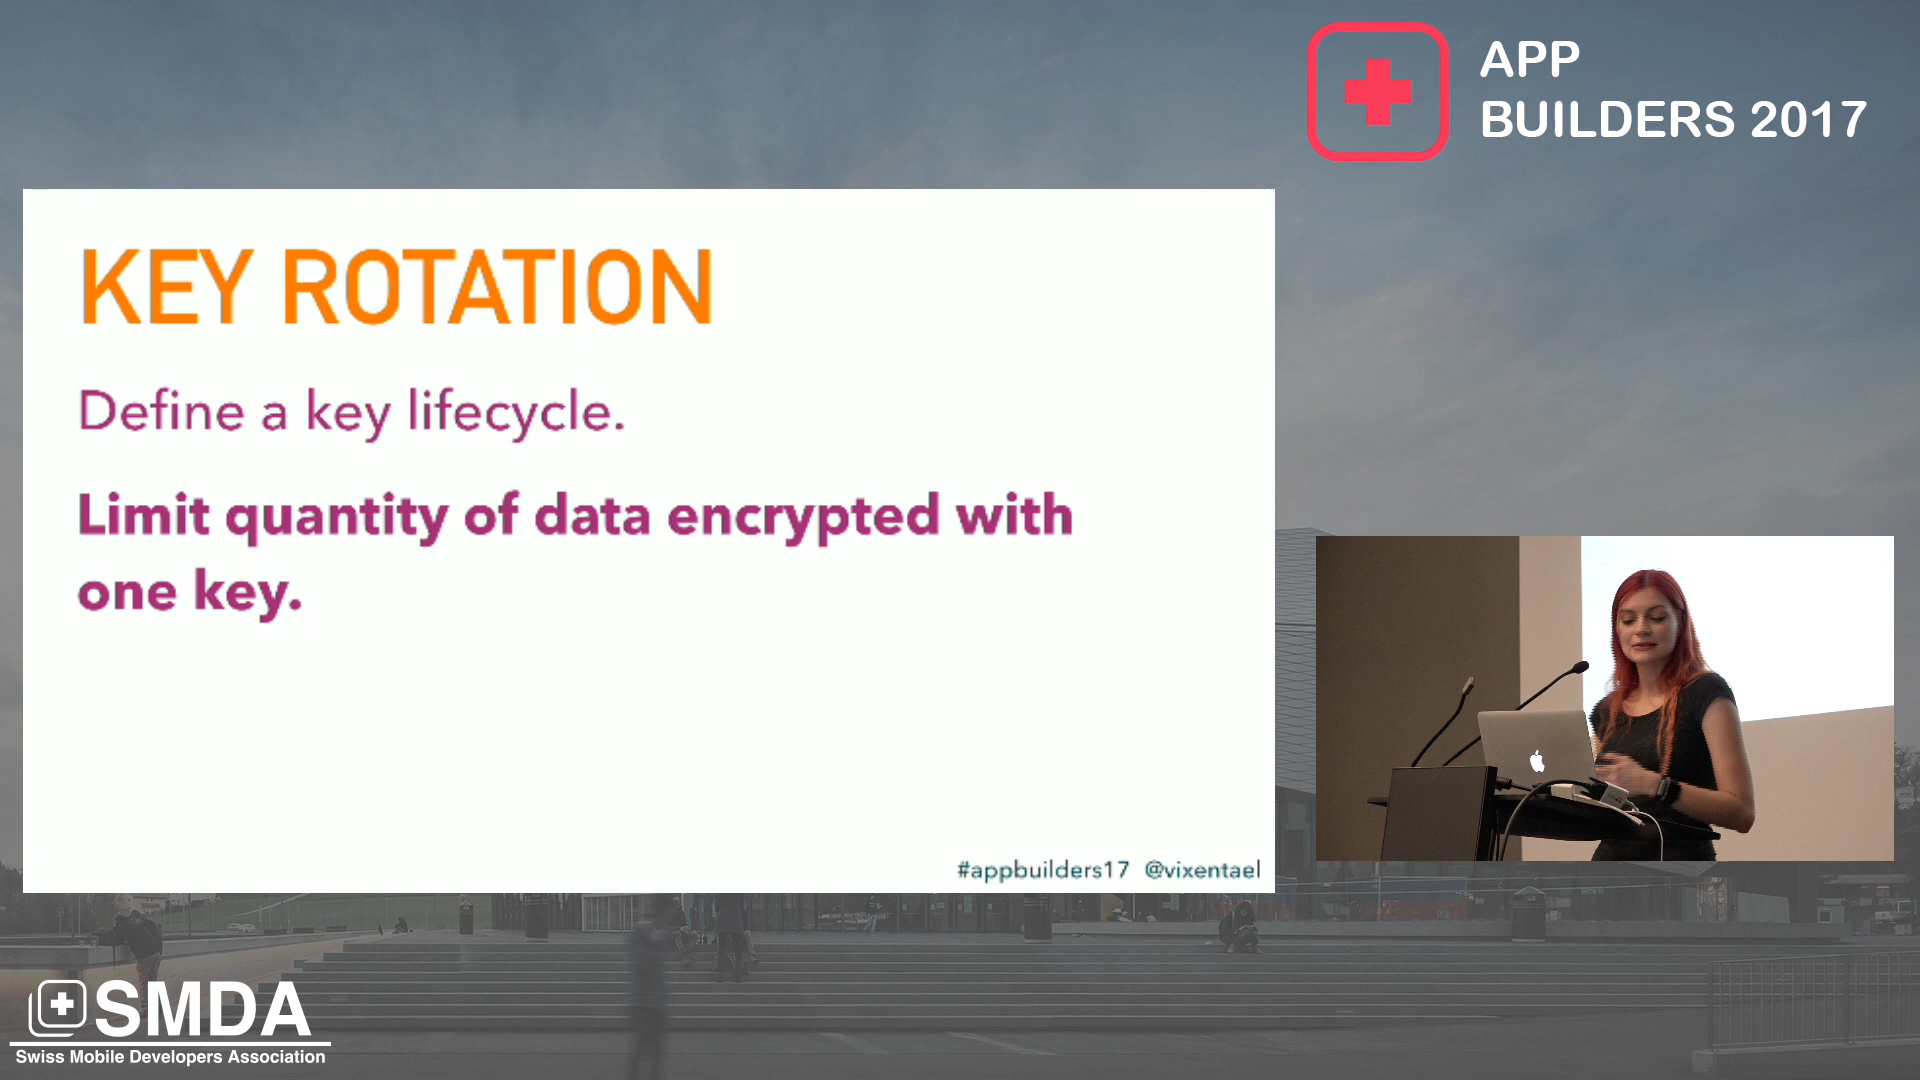 APP
BUILDERS 2017
KEY ROTATION
Define a key lifecycle.
Limit quantity of data encrypted with
one key.
#appbuilders17 @vixentael
SMDA
Swiss Mobile Developers Association